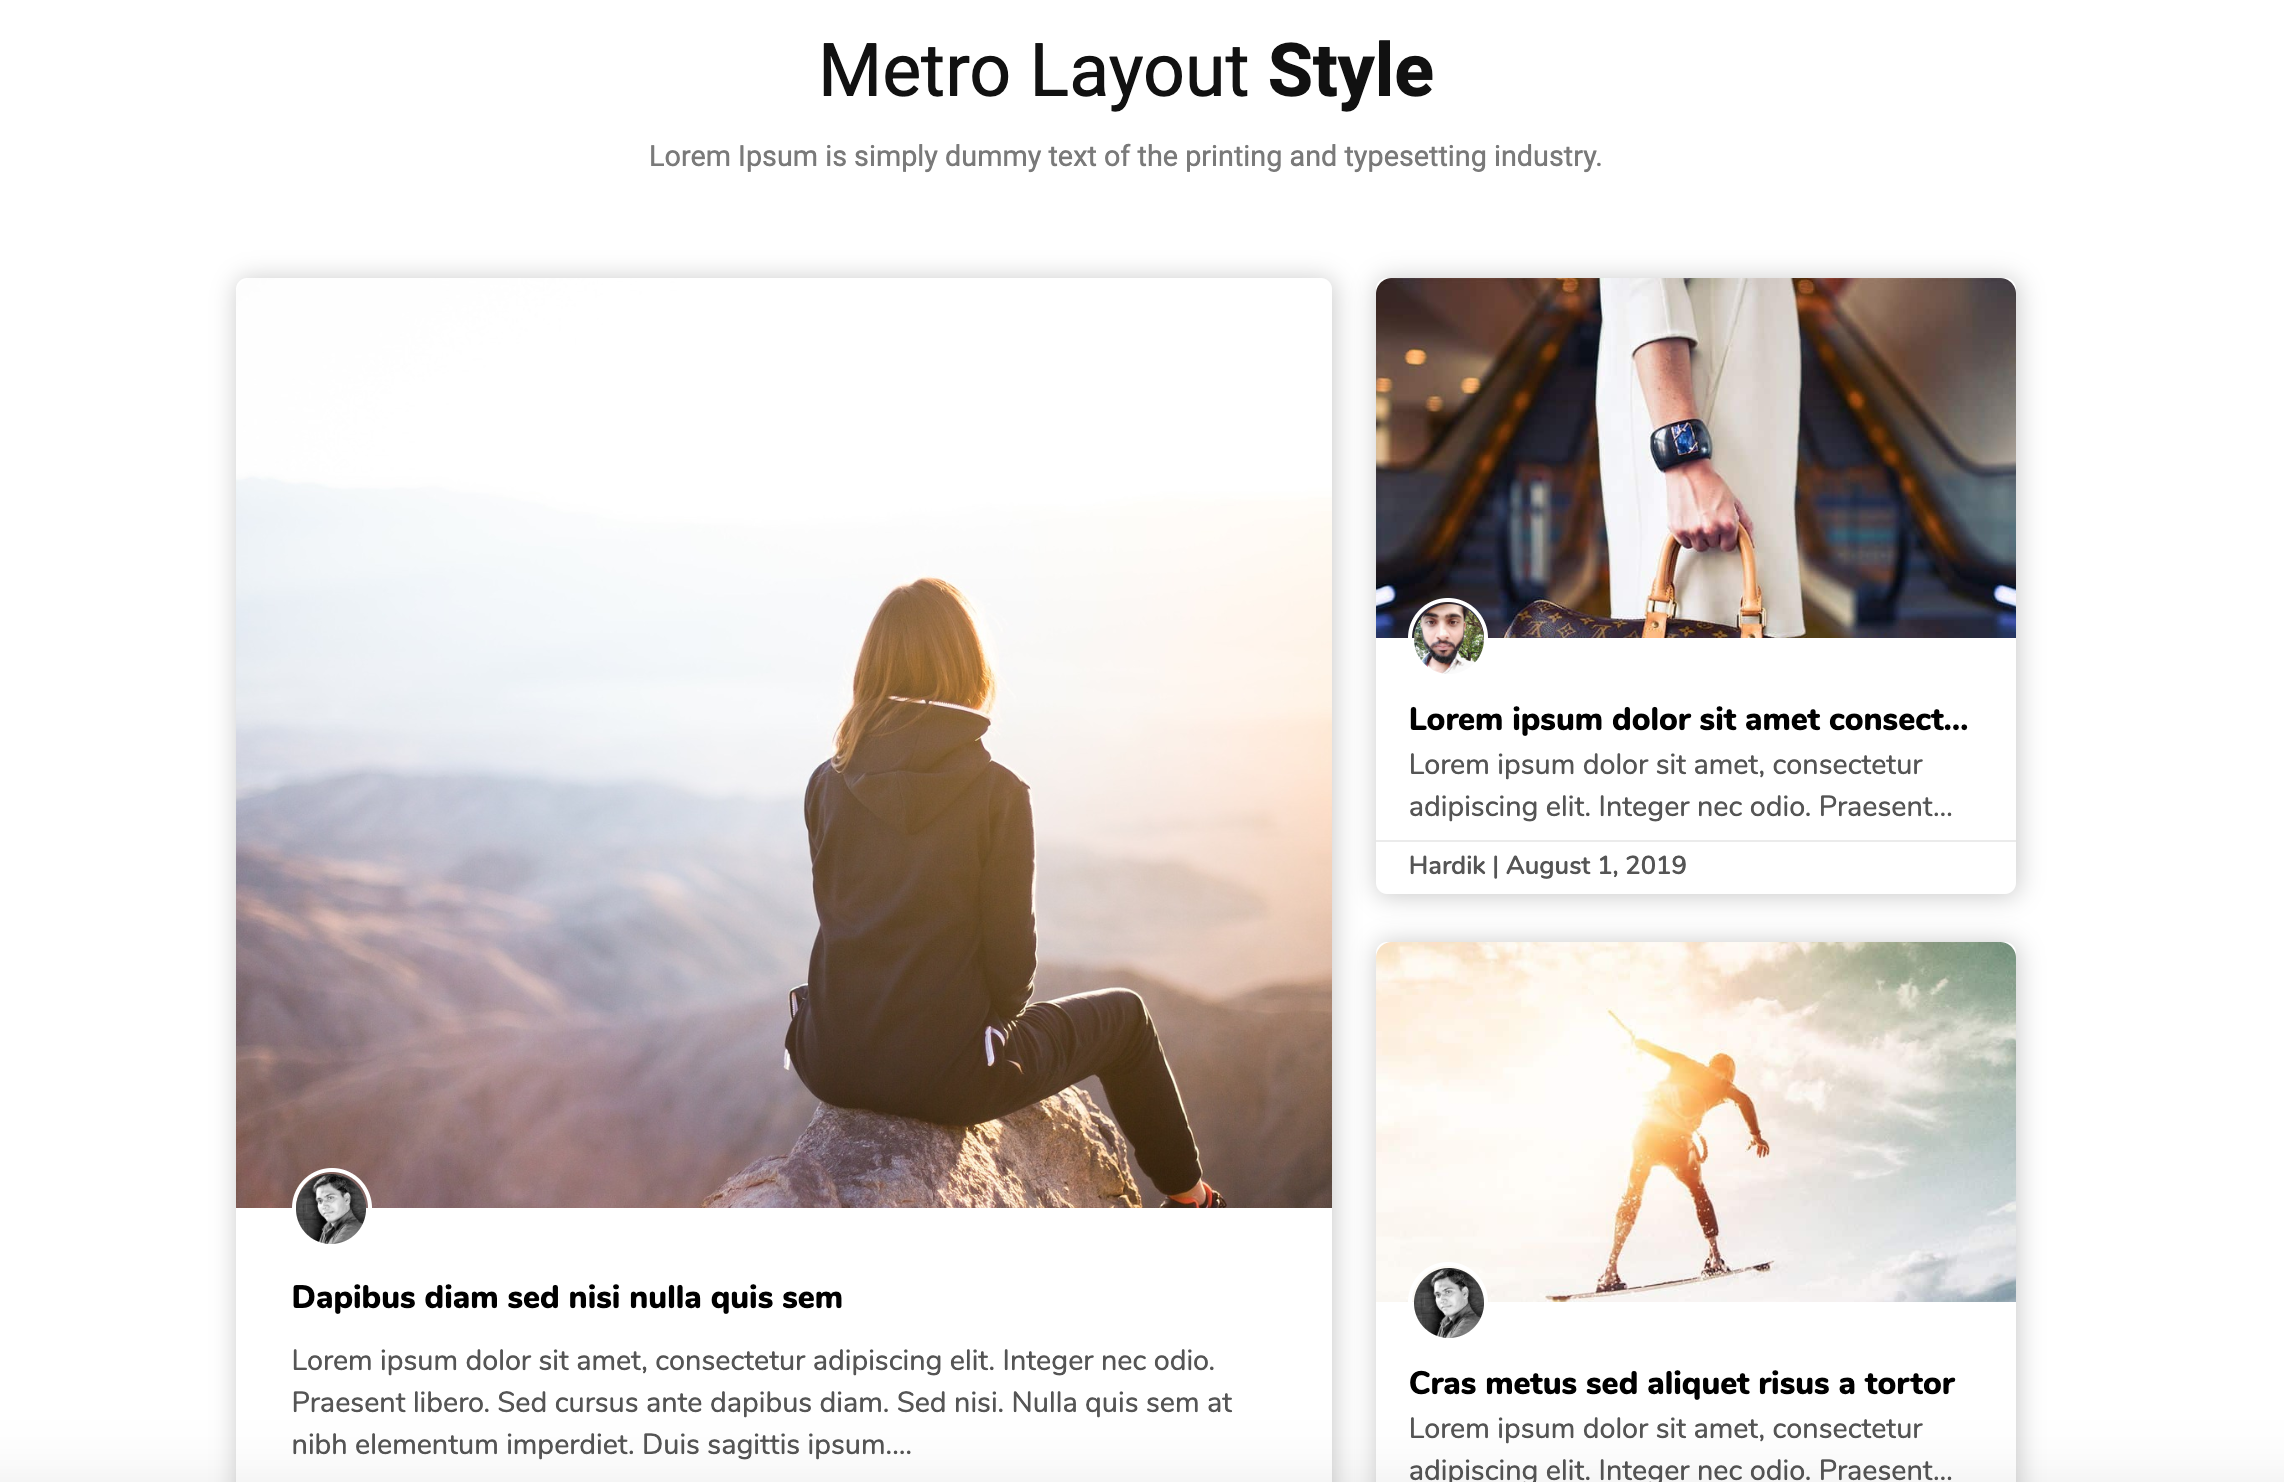 Metro Layout Style
Lorem Ipsum is simply dummy text of the printing and typesetting industry.
Dapibus diam sed nisi nulla quis sem
Lorem ipsum dolor sit amet, consectetur adipiscing elit. Integer nec odio.
Praesent libero. Sed cursus ante dapibus diam. Sed nisi. Nulla quis sem at
nibh elementum imperdiet. Duis sagittis ipsum....
Lorem ipsum dolor sit amet consect...
Lorem ipsum dolor sit amet, consectetur
adipiscing elit. Integer nec odio. Praesent...
Hardik | August 1, 2019
Cras metus sed aliquet risus a tortor
Lorem ipsum dolor sit amet, consectetur
adipiscing elit. Integer nec odio. Praesent...